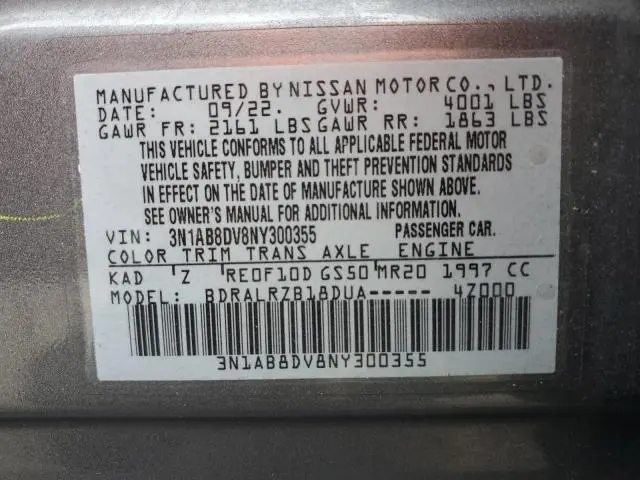 MANUFACTURED BY NISSAN MOTOR CO., LTD.
DATE: 09/22. GVWR: 4001 LBS
GAWR FR: 2161 LBS GAWR RR: 1863 LBS
THIS VEHICLE CONFORMS TO ALL APPLICABLE FEDERAL MOTOR
VEHICLE SAFETY, BUMPER AND THEFT PREVENTION STANDARDS
IN EFFECT ON THE DATE OF MANUFACTURE SHOWN ABOVE.
SEE OWNER'S MANUAL FOR ADDITIONAL INFORMATION.
VIN: 3N1AB8DV8NY300355 PASSENGER CAR.
COLOR TRIM TRANS AXLE ENGINE
KAD Z RE0F10D GS50 MR20 1997 CC
MODEL: BDRALRZB18DUA----- 4Z000
3N1AB8DV8NY300355